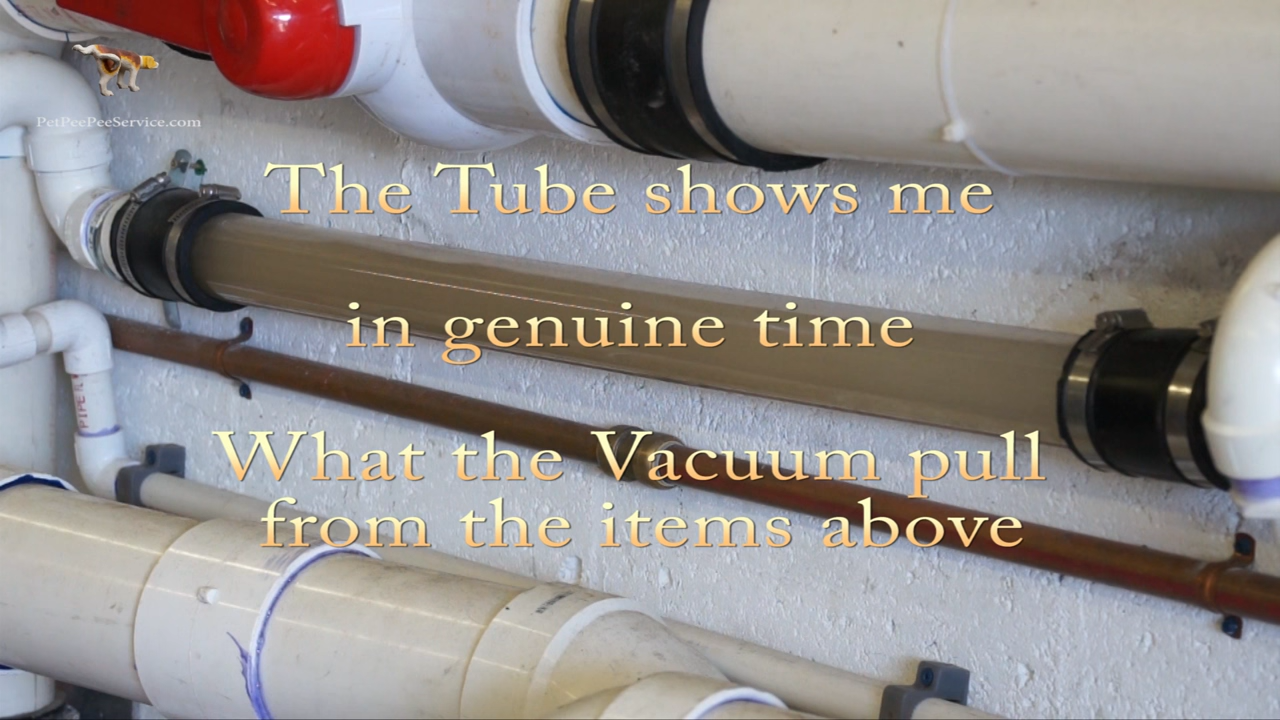 PetPeePeeService.com
The Tube shows me
in genuine time
What the Vacuum pull
from the items above